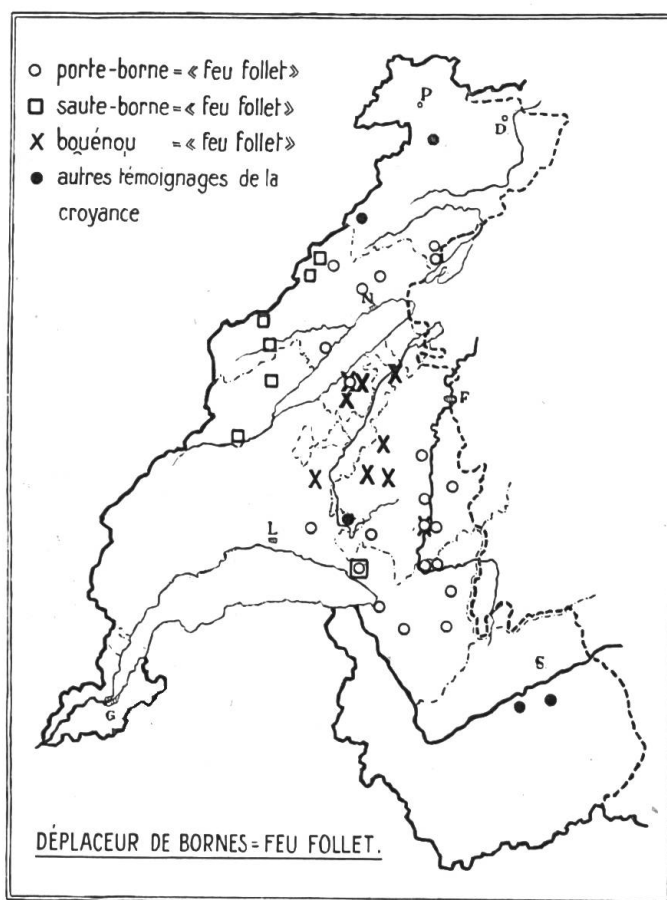 porte-borne = « feu follet »
saute-borne = « feu follet »
bouénou = « feu follet »
autres témoignages de la
croyance
P
D
N
F
L
S
G
DÉPLACEUR DE BORNES = FEU FOLLET.